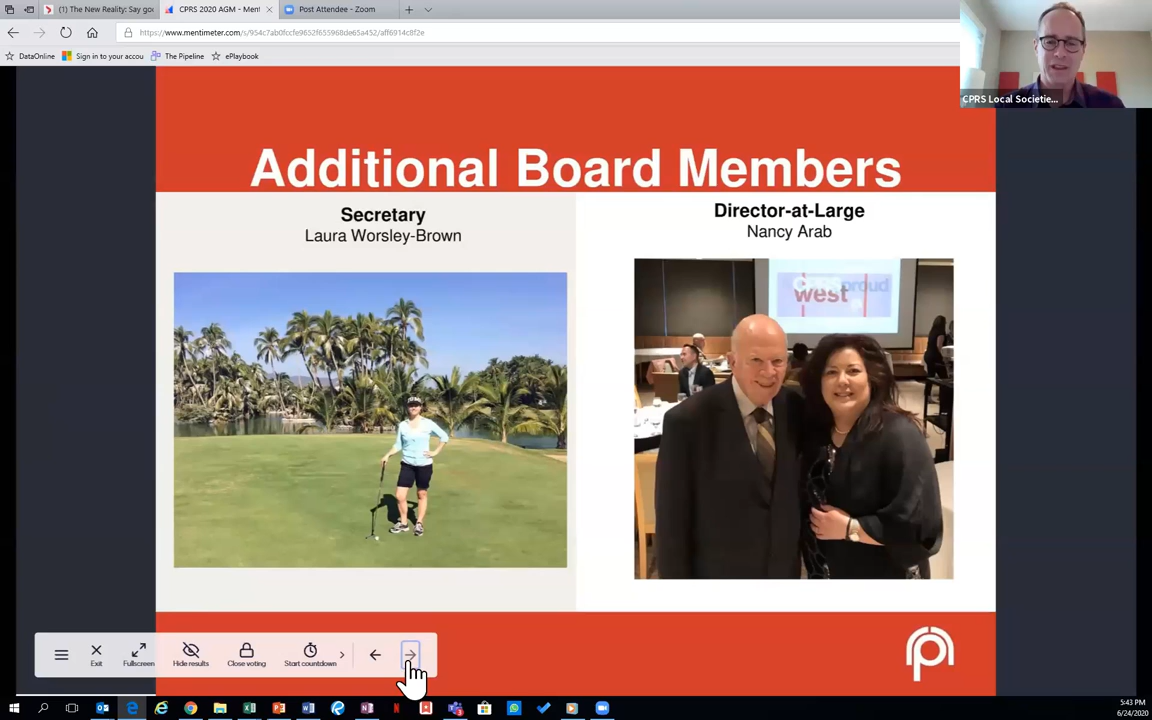 (1) The New Reality: Say goo
CPRS 2020 AGM - Ment
Post Attendee - Zoom
https://www.mentimeter.com/s/954c7ab0fccfe9652f655968de65a452/aff6914c8f2e
DataOnline
Sign in to your accou
The Pipeline
ePlaybook
CPRS Local Societie...
Additional Board Members
Secretary
Laura Worsley-Brown
Director-at-Large
Nancy Arab
proud
west
Exit
Fullscreen
Hide results
Close voting
Start countdown
5:43 PM
6/24/2020